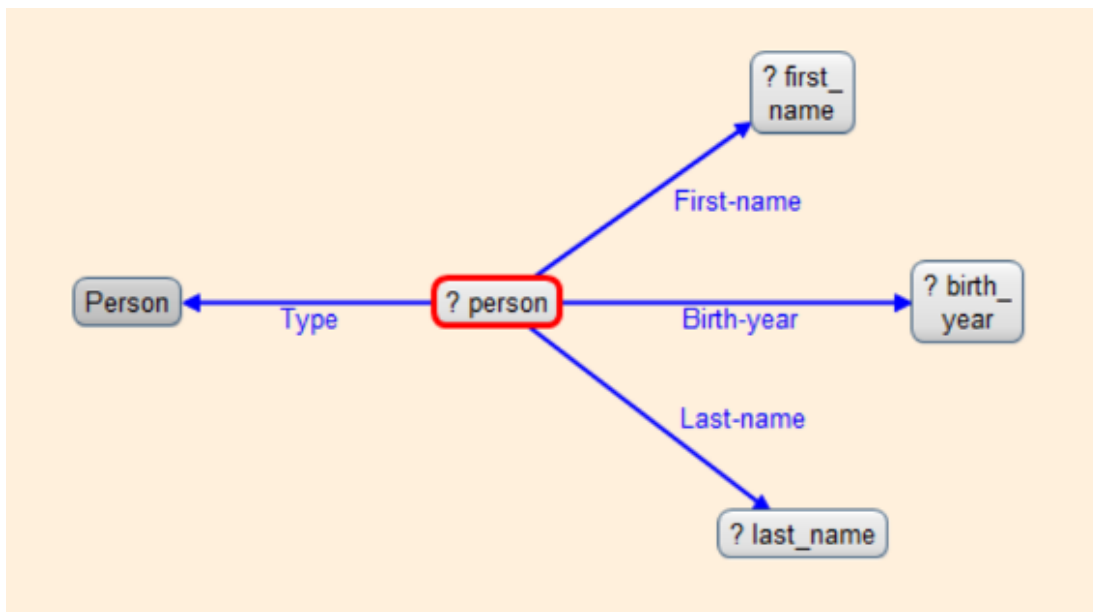 ? first_
name
First-name
Person
Type
? person
Birth-year
? birth_
year
Last-name
? last_name